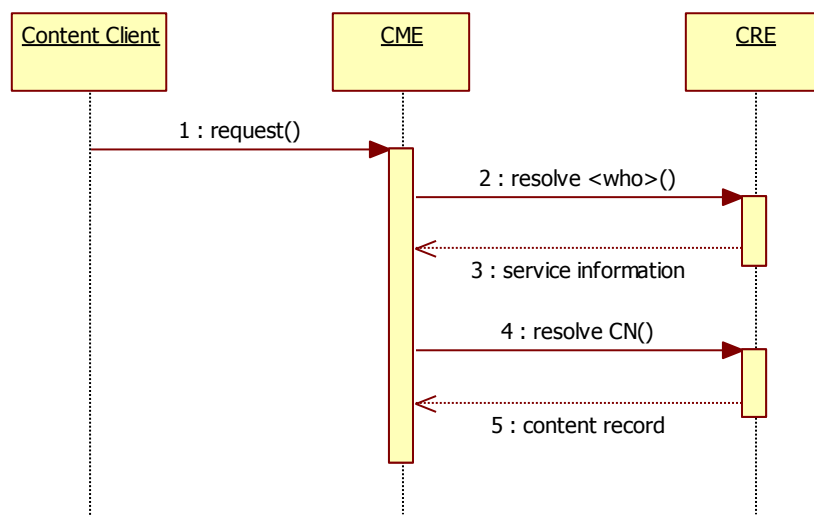 Content Client
CME
CRE
1 : request()
2 : resolve <who>()
3 : service information
4 : resolve CN()
5 : content record